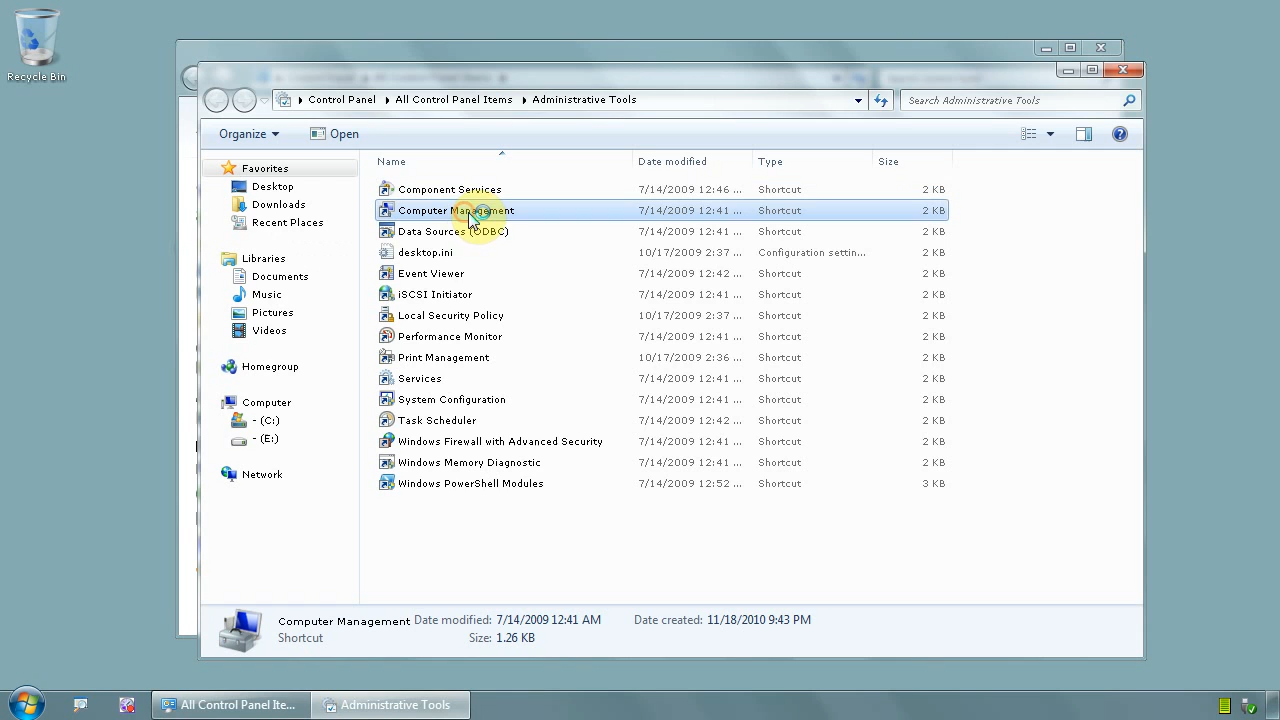 Recycle Bin
Control Panel All Control Panel Items Administrative Tools
Search Administrative Tools
Organize Open
Name Date modified Type Size
Favorites
Desktop
Downloads
Recent Places
Libraries
Documents
Music
Pictures
Videos
Homegroup
Computer
- (C:)
- (E:)
Network
Component Services 7/14/2009 12:46 ... Shortcut 2 KB
Computer Management 7/14/2009 12:41 ... Shortcut 2 KB
Data Sources (ODBC) 7/14/2009 12:41 ... Shortcut 2 KB
desktop.ini 10/17/2009 2:37 ... Configuration settin... 2 KB
Event Viewer 7/14/2009 12:42 ... Shortcut 2 KB
iSCSI Initiator 7/14/2009 12:41 ... Shortcut 2 KB
Local Security Policy 10/17/2009 2:37 ... Shortcut 2 KB
Performance Monitor 7/14/2009 12:41 ... Shortcut 2 KB
Print Management 10/17/2009 2:36 ... Shortcut 2 KB
Services 7/14/2009 12:41 ... Shortcut 2 KB
System Configuration 7/14/2009 12:41 ... Shortcut 2 KB
Task Scheduler 7/14/2009 12:42 ... Shortcut 2 KB
Windows Firewall with Advanced Security 7/14/2009 12:41 ... Shortcut 2 KB
Windows Memory Diagnostic 7/14/2009 12:41 ... Shortcut 2 KB
Windows PowerShell Modules 7/14/2009 12:52 ... Shortcut 3 KB
Computer Management Date modified: 7/14/2009 12:41 AM Date created: 11/18/2010 9:43 PM
Shortcut Size: 1.26 KB
All Control Panel Ite... Administrative Tools